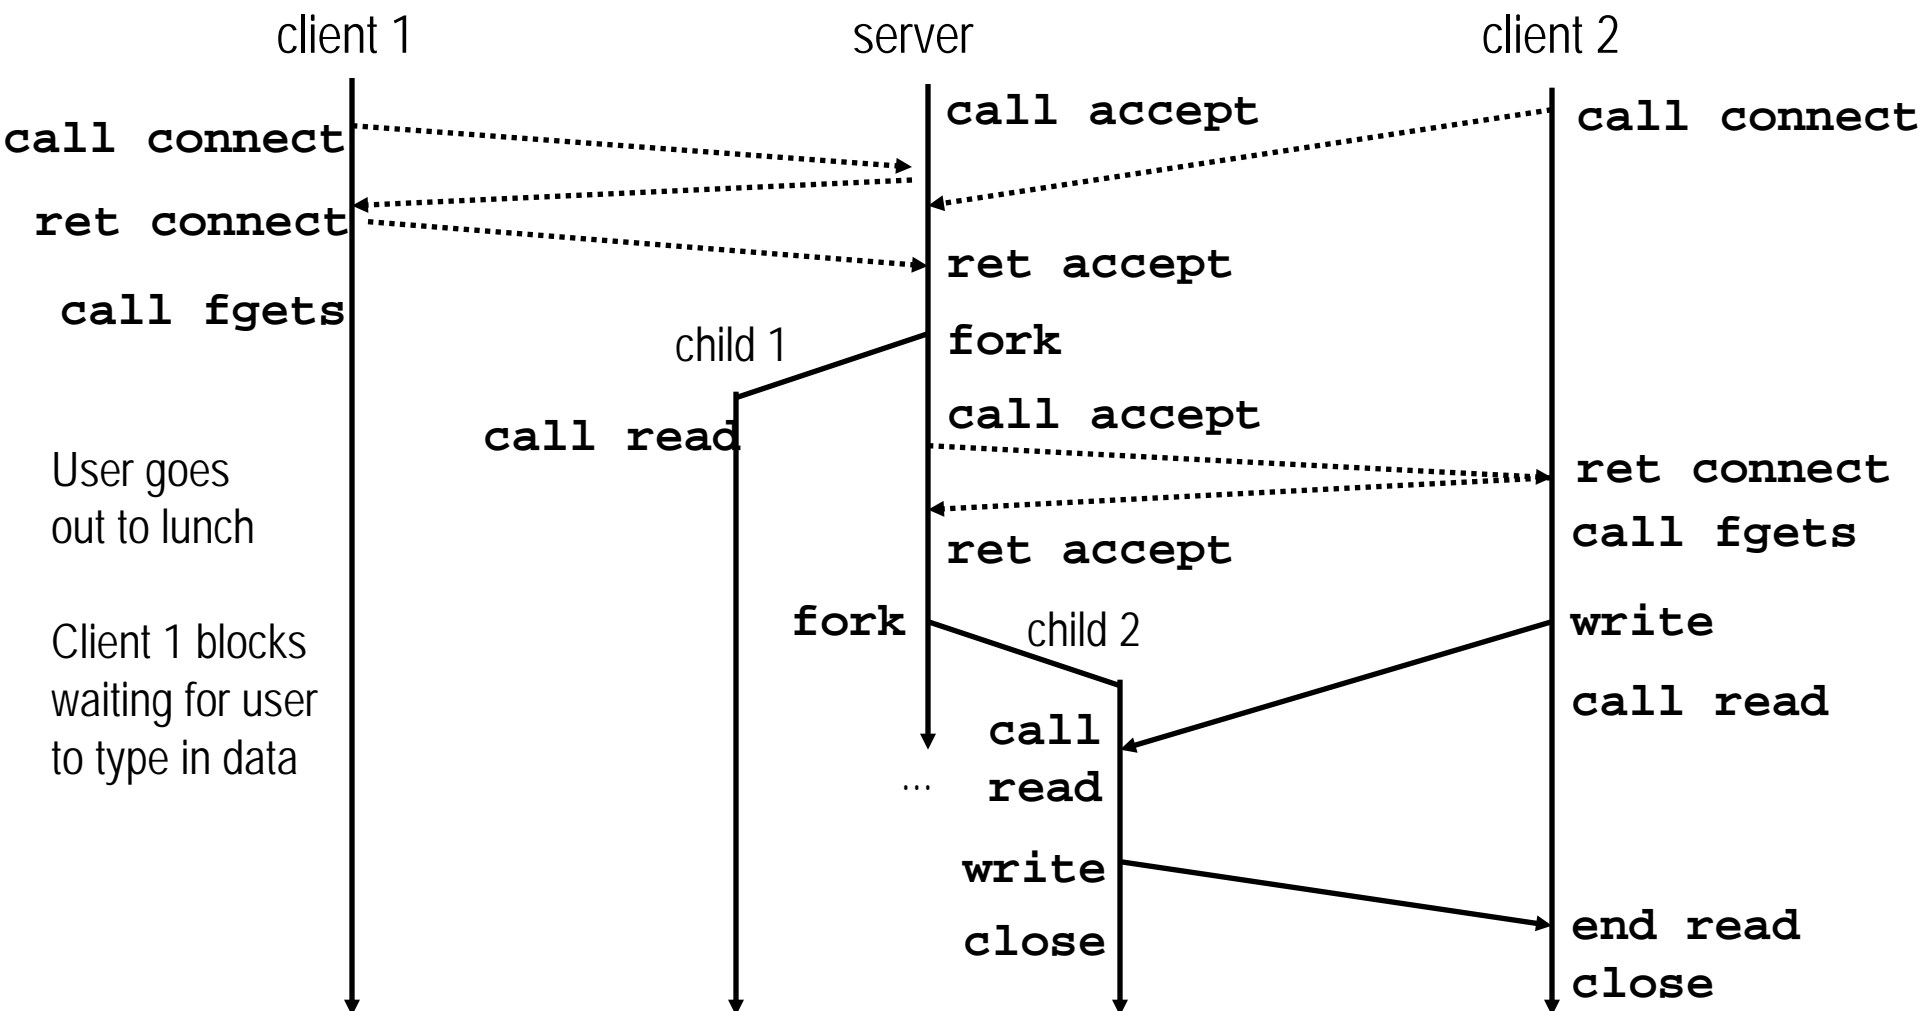 client 1
server
client 2
call accept
call connect
call connect
ret connect
ret accept
call fgets
child 1
fork
call accept
call read
User goes
out to lunch
ret connect
call fgets
ret accept
fork
child 2
write
Client 1 blocks
waiting for user
to type in data
call read
call
read
...
write
close
end read
close